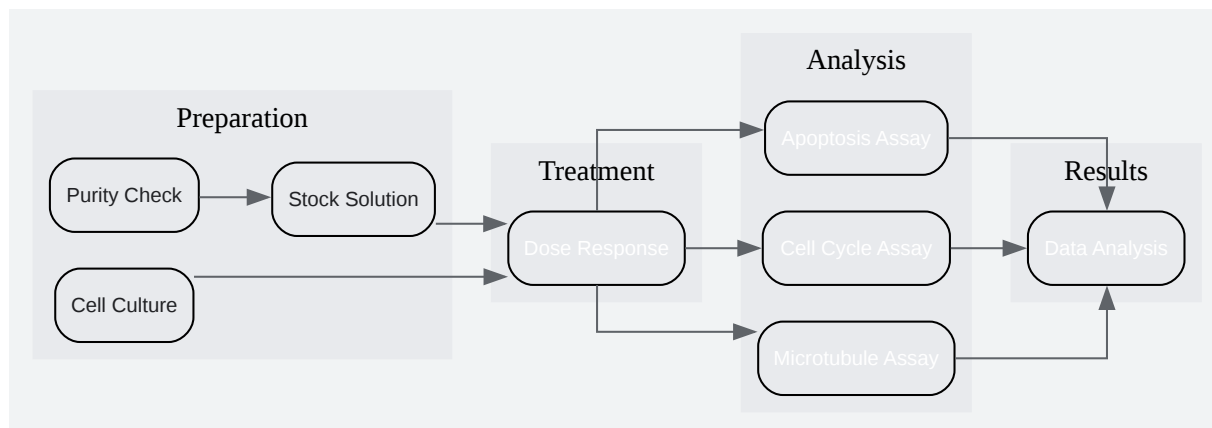 Preparation
Purity Check
Stock Solution
Cell Culture
Treatment
Dose Response
Analysis
Apoptosis Assay
Cell Cycle Assay
Microtubule Assay
Results
Data Analysis